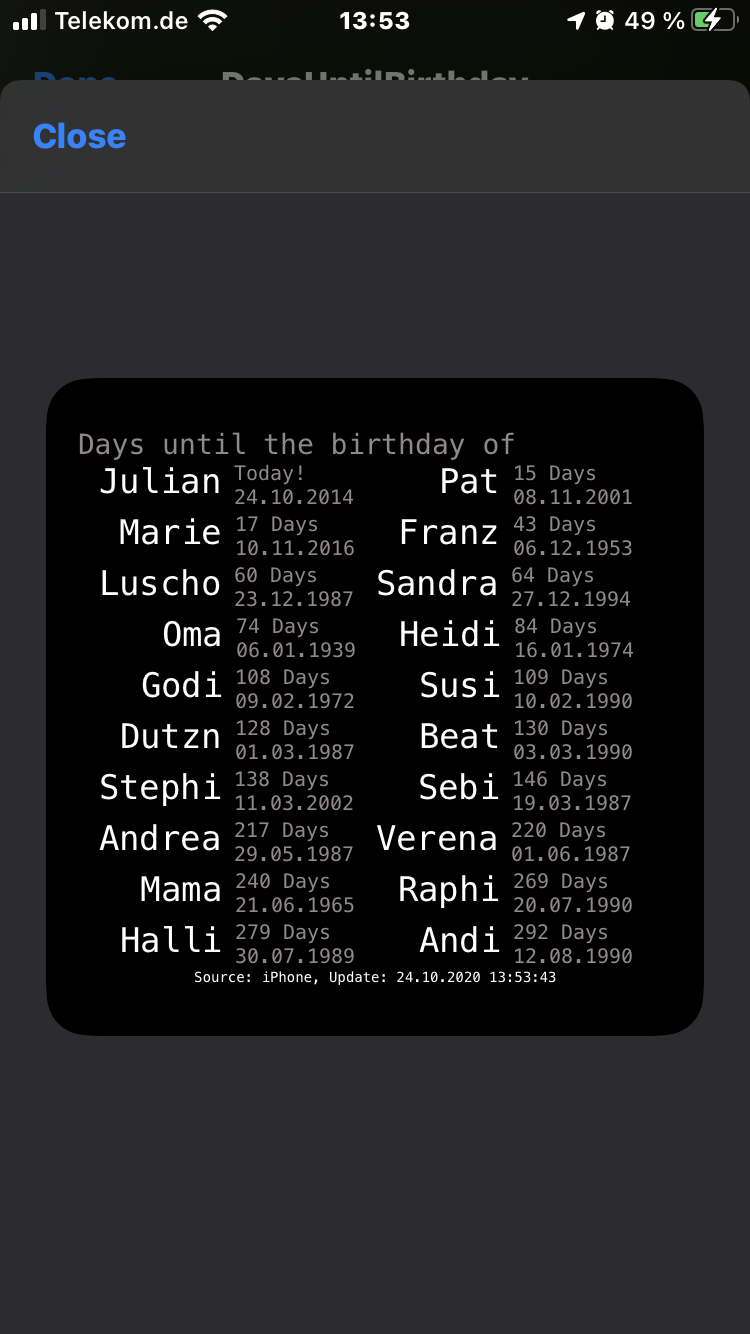 Telekom.de 13:53 49 %
Done DaysUntilBirthday
Close
Days until the birthday of
Julian Today! 24.10.2014 Pat 15 Days 08.11.2001
Marie 17 Days 10.11.2016 Franz 43 Days 06.12.1953
Luscho 60 Days 23.12.1987 Sandra 64 Days 27.12.1994
Oma 74 Days 06.01.1939 Heidi 84 Days 16.01.1974
Godi 108 Days 09.02.1972 Susi 109 Days 10.02.1990
Dutzn 128 Days 01.03.1987 Beat 130 Days 03.03.1990
Stephi 138 Days 11.03.2002 Sebi 146 Days 19.03.1987
Andrea 217 Days 29.05.1987 Verena 220 Days 01.06.1987
Mama 240 Days 21.06.1965 Raphi 269 Days 20.07.1990
Halli 279 Days 30.07.1989 Andi 292 Days 12.08.1990
Source: iPhone, Update: 24.10.2020 13:53:43